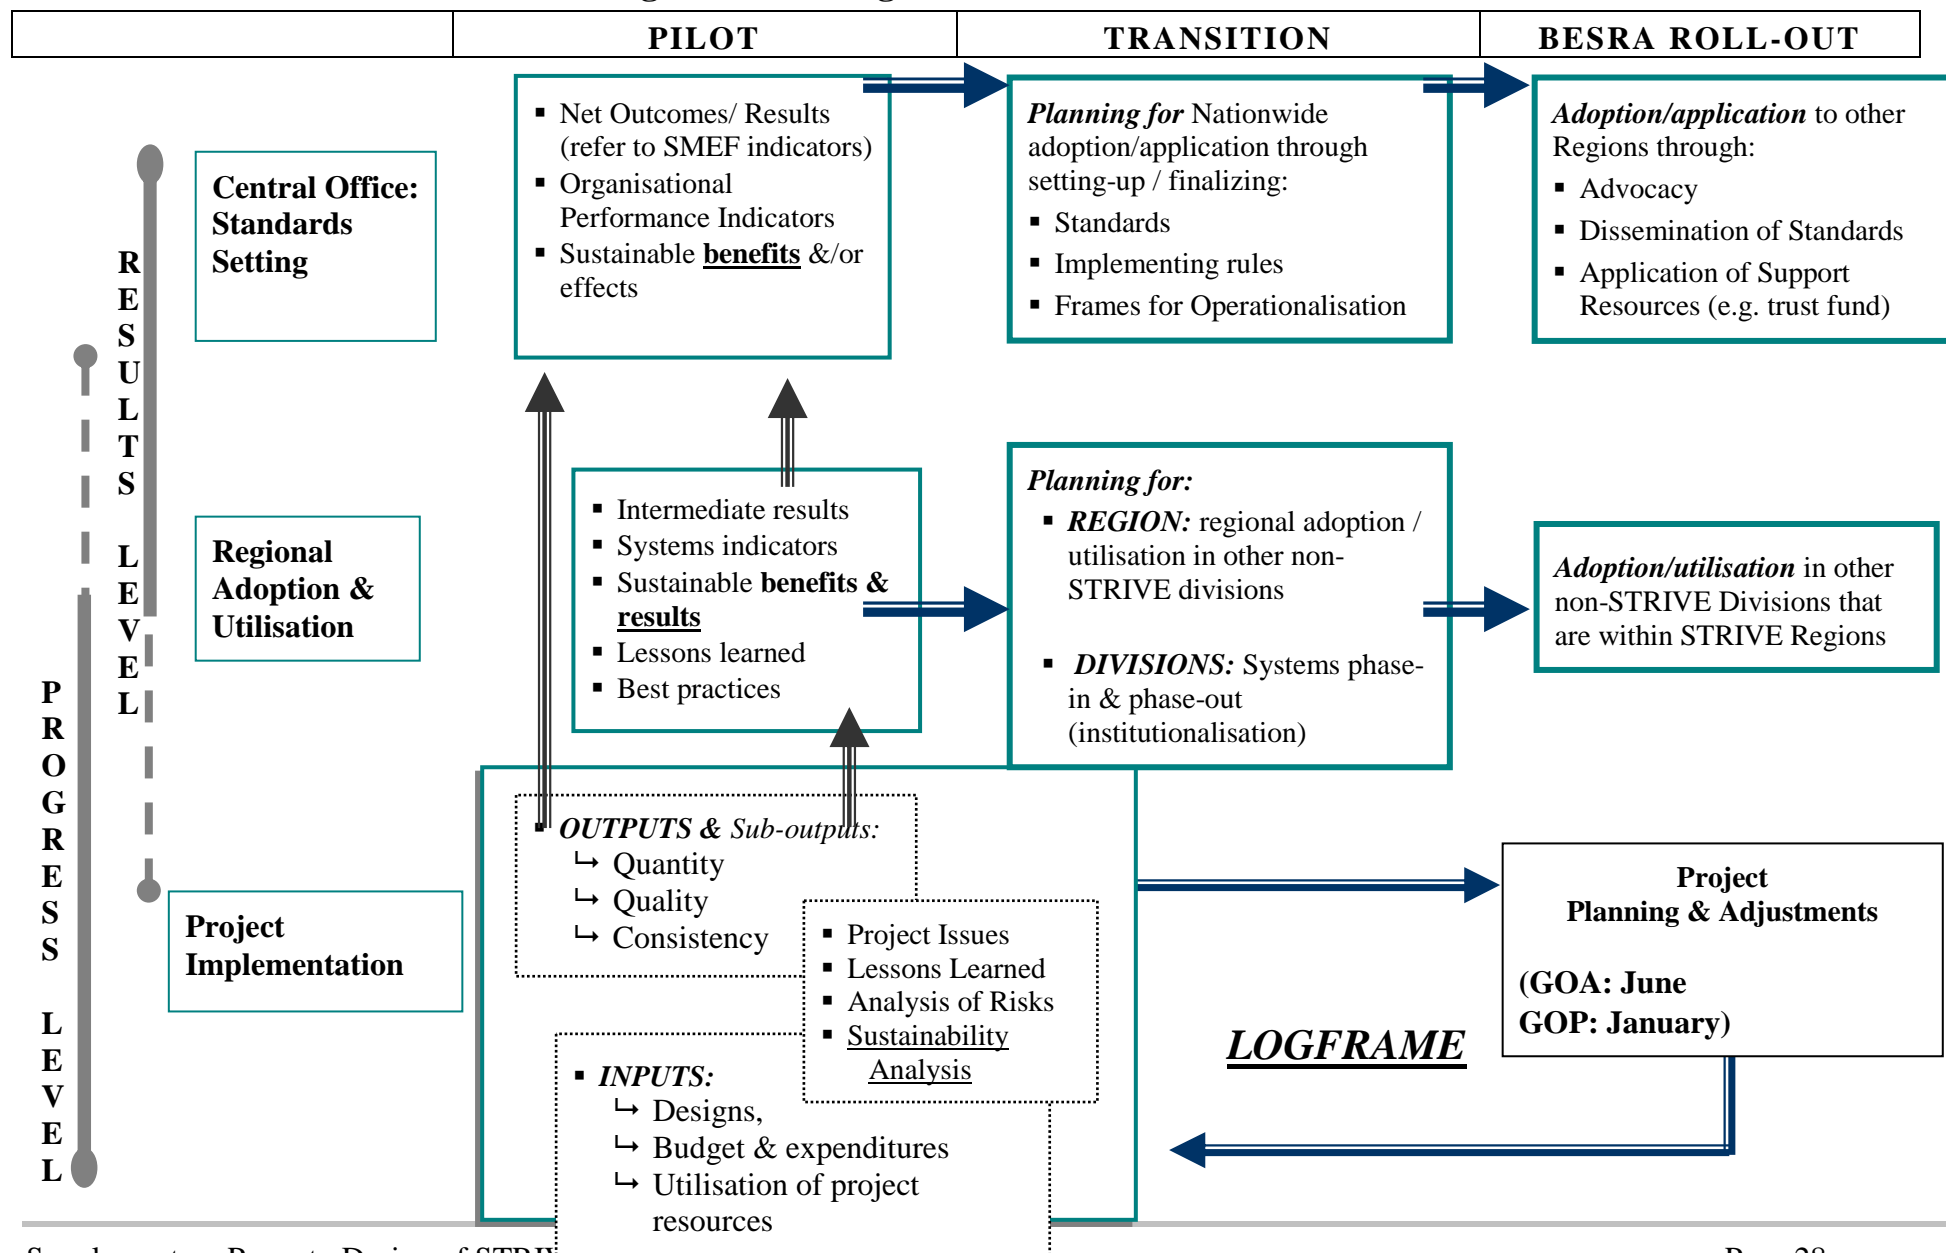 PILOT
TRANSITION
BESRA ROLL-OUT
RESULTS LEVEL
PROGRESS LEVEL
Central Office:
Standards
Setting
▪ Net Outcomes/ Results
(refer to SMEF indicators)
▪ Organisational
Performance Indicators
▪ Sustainable benefits &/or
effects
Planning for Nationwide
adoption/application through
setting-up / finalizing:
▪ Standards
▪ Implementing rules
▪ Frames for Operationalisation
Adoption/application to other
Regions through:
▪ Advocacy
▪ Dissemination of Standards
▪ Application of Support
Resources (e.g. trust fund)
Regional
Adoption &
Utilisation
▪ Intermediate results
▪ Systems indicators
▪ Sustainable benefits &
results
▪ Lessons learned
▪ Best practices
Planning for:
▪ REGION: regional adoption /
utilisation in other non-
STRIVE divisions
▪ DIVISIONS: Systems phase-
in & phase-out
(institutionalisation)
Adoption/utilisation in other
non-STRIVE Divisions that
are within STRIVE Regions
Project
Implementation
▪ OUTPUTS & Sub-outputs:
↳ Quantity
↳ Quality
↳ Consistency
▪ Project Issues
▪ Lessons Learned
▪ Analysis of Risks
▪ Sustainability
Analysis
▪ INPUTS:
↳ Designs,
↳ Budget & expenditures
↳ Utilisation of project
resources
LOGFRAME
Project
Planning & Adjustments
(GOA: June
GOP: January)